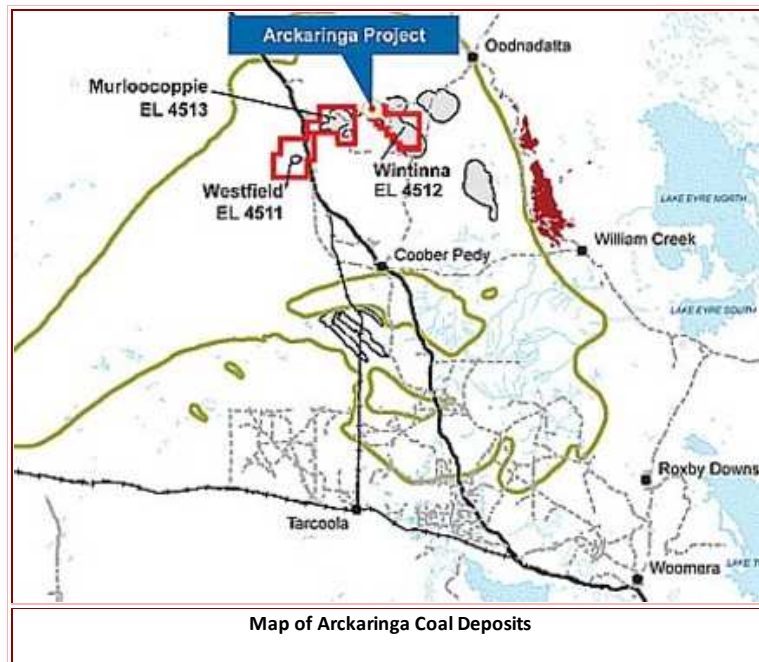 Arckaringa Project
Oodnadatta
Murloocoppie
EL 4513
Wintinna
EL 4512
Westfield
EL 4511
LAKE EYRE NORTH
William Creek
Coober Pedy
LAKE EYRE SOUTH
Roxby Downs
Tarcoola
LAKE T
Woomera
Map of Arckaringa Coal Deposits